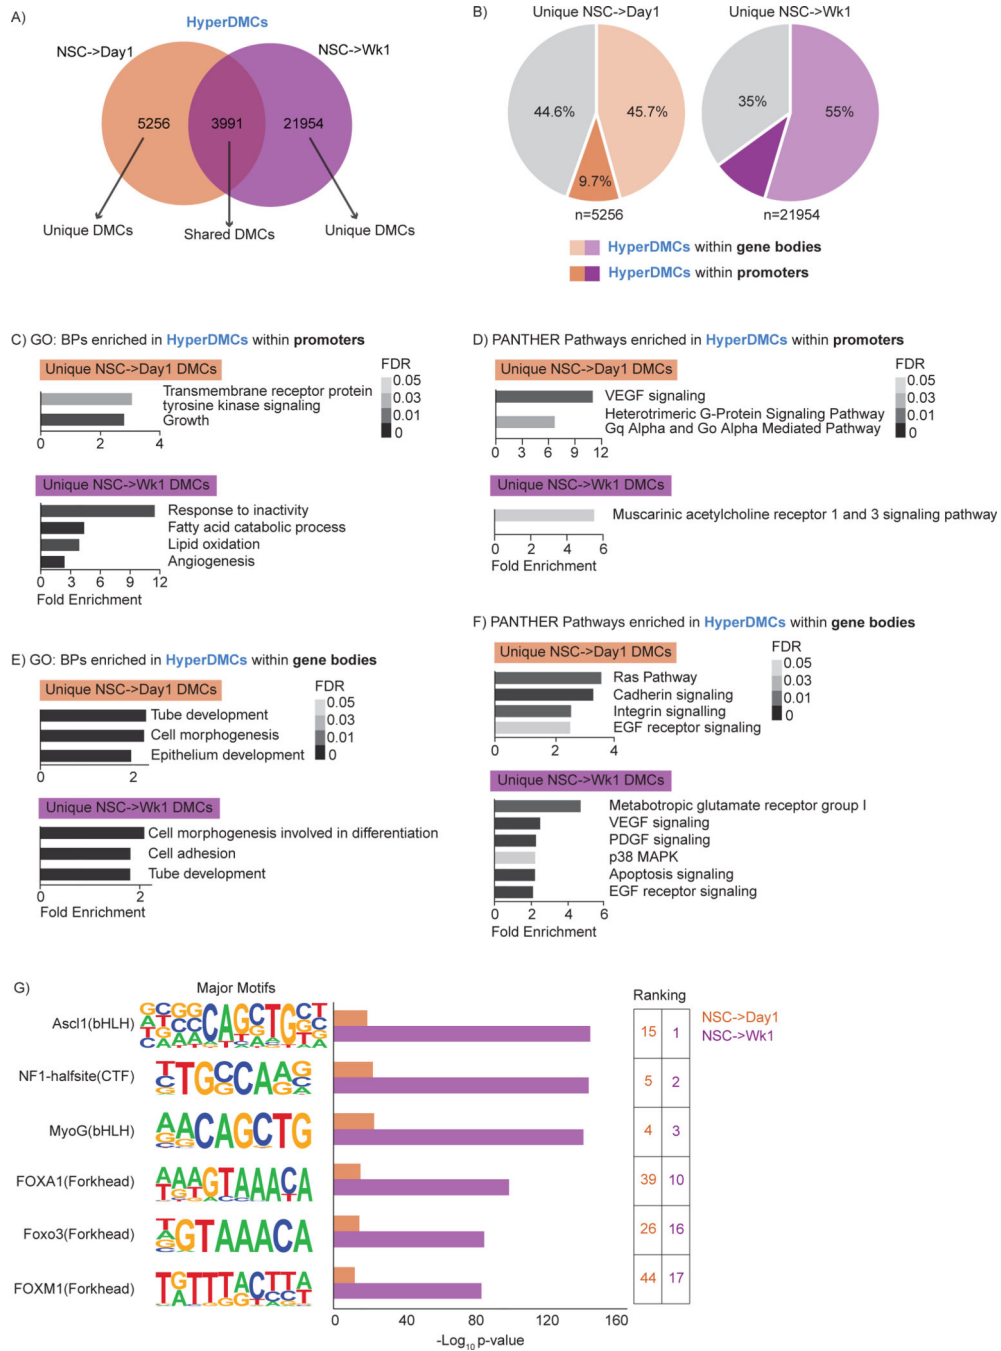 A)
HyperDMCs
NSC->Day1
NSC->Wk1
5256
3991
21954
Unique DMCs
Shared DMCs
Unique DMCs
B)
Unique NSC->Day1
Unique NSC->Wk1
44.6%
45.7%
9.7%
35%
55%
n=5256
n=21954
HyperDMCs within gene bodies
HyperDMCs within promoters
C) GO: BPs enriched in HyperDMCs within promoters
Unique NSC->Day1 DMCs
Transmembrane receptor protein
tyrosine kinase signaling
Growth
0 4
FDR
0.05
0.03
0.01
0
Unique NSC->Wk1 DMCs
Response to inactivity
Fatty acid catabolic process
Lipid oxidation
Angiogenesis
0 3 6 9 12
Fold Enrichment
D) PANTHER Pathways enriched in HyperDMCs within promoters
Unique NSC->Day1 DMCs
VEGF signaling
Heterotrimeric G-Protein Signaling Pathway
Gq Alpha and Go Alpha Mediated Pathway
0 3 6 9 12
FDR
0.05
0.03
0.01
0
Unique NSC->Wk1 DMCs
Muscarinic acetylcholine receptor 1 and 3 signaling pathway
0 2 4 6
Fold Enrichment
E) GO: BPs enriched in HyperDMCs within gene bodies
Unique NSC->Day1 DMCs
Tube development
Cell morphogenesis
Epithelium development
0 2
FDR
0.05
0.03
0.01
0
Unique NSC->Wk1 DMCs
Cell morphogenesis involved in differentiation
Cell adhesion
Tube development
0 2
Fold Enrichment
F) PANTHER Pathways enriched in HyperDMCs within gene bodies
Unique NSC->Day1 DMCs
Ras Pathway
Cadherin signaling
Integrin signalling
EGF receptor signaling
0 2 4
FDR
0.05
0.03
0.01
0
Unique NSC->Wk1 DMCs
Metabotropic glutamate receptor group I
VEGF signaling
PDGF signaling
p38 MAPK
Apoptosis signaling
EGF receptor signaling
0 2 4 6
Fold Enrichment
G)
Major Motifs
Ranking
NSC->Day1
NSC->Wk1
Ascl1(bHLH)
15 1
NF1-halfsite(CTF)
5 2
MyoG(bHLH)
4 3
FOXA1(Forkhead)
39 10
Foxo3(Forkhead)
26 16
FOXM1(Forkhead)
44 17
0 40 80 120 160
-Log10 p-value